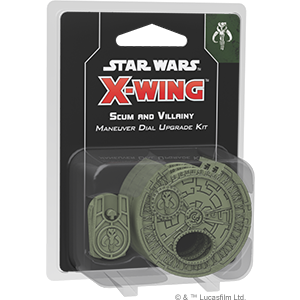 STAR WARS
X-WING
SCUM AND VILLAINY
MANEUVER DIAL UPGRADE KIT
© & ™ Lucasfilm Ltd.